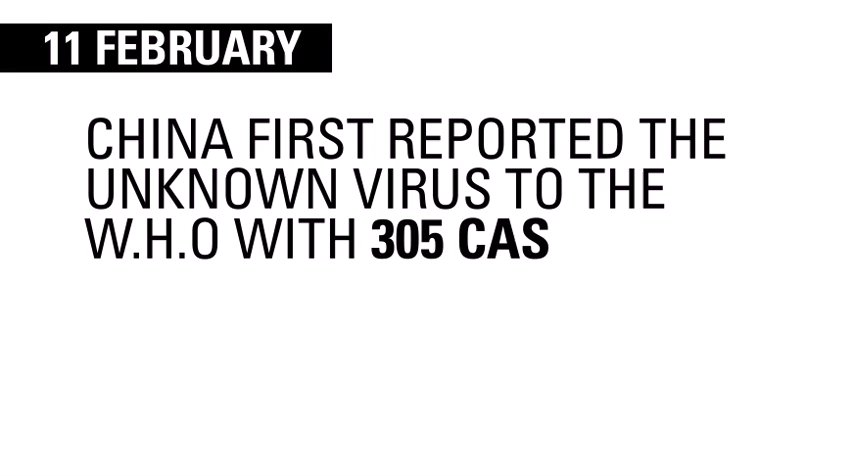 11 FEBRUARY
CHINA FIRST REPORTED THE
UNKNOWN VIRUS TO THE
W.H.O WITH 305 CAS